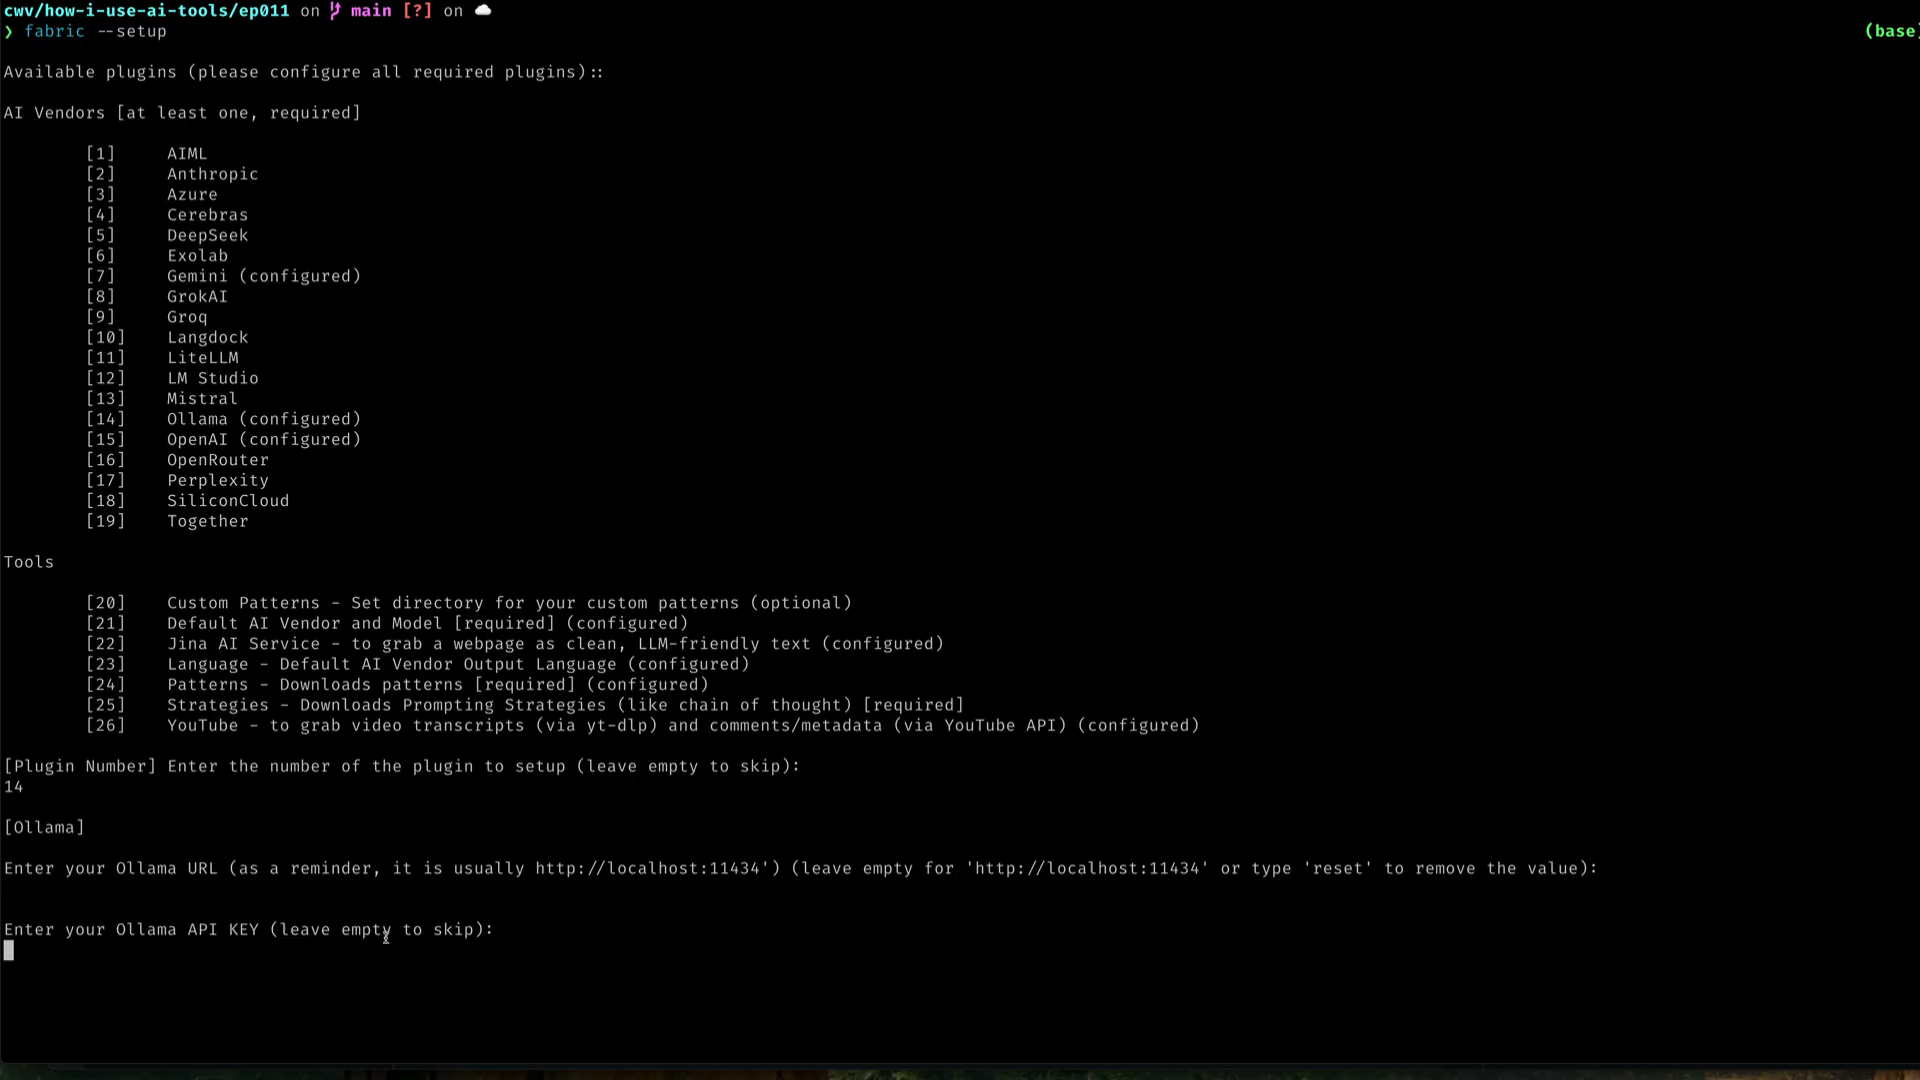 cwv/how-i-use-ai-tools/ep011 on main [?] on
❯ fabric --setup (base)
Available plugins (please configure all required plugins)::
AI Vendors [at least one, required]
[1] AIML
[2] Anthropic
[3] Azure
[4] Cerebras
[5] DeepSeek
[6] Exolab
[7] Gemini (configured)
[8] GrokAI
[9] Groq
[10] Langdock
[11] LiteLLM
[12] LM Studio
[13] Mistral
[14] Ollama (configured)
[15] OpenAI (configured)
[16] OpenRouter
[17] Perplexity
[18] SiliconCloud
[19] Together
Tools
[20] Custom Patterns - Set directory for your custom patterns (optional)
[21] Default AI Vendor and Model [required] (configured)
[22] Jina AI Service - to grab a webpage as clean, LLM-friendly text (configured)
[23] Language - Default AI Vendor Output Language (configured)
[24] Patterns - Downloads patterns [required] (configured)
[25] Strategies - Downloads Prompting Strategies (like chain of thought) [required]
[26] YouTube - to grab video transcripts (via yt-dlp) and comments/metadata (via YouTube API) (configured)
[Plugin Number] Enter the number of the plugin to setup (leave empty to skip):
14
[Ollama]
Enter your Ollama URL (as a reminder, it is usually http://localhost:11434') (leave empty for 'http://localhost:11434' or type 'reset' to remove the value):
Enter your Ollama API KEY (leave empty to skip):